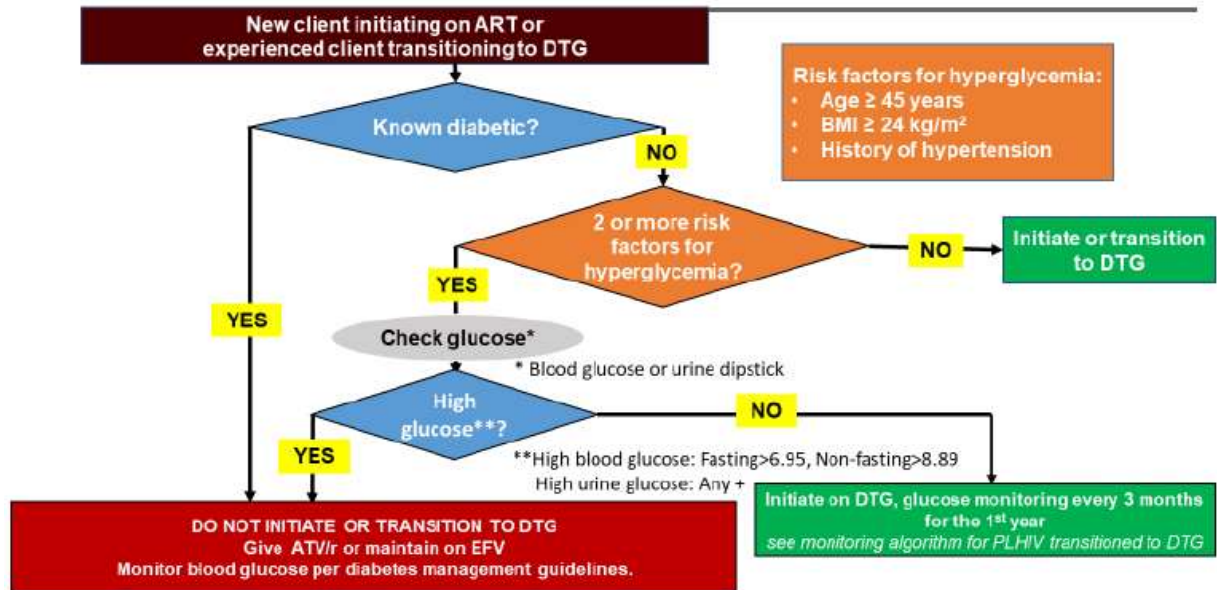 New client initiating on ART or
experienced client transitioning to DTG
Risk factors for hyperglycemia:
• Age ≥ 45 years
• BMI ≥ 24 kg/m²
• History of hypertension
Known diabetic?
NO
2 or more risk
factors for
hyperglycemia?
NO
Initiate or transition
to DTG
YES
YES
Check glucose*
* Blood glucose or urine dipstick
High
glucose**?
NO
YES
**High blood glucose: Fasting>6.95, Non-fasting>8.89
High urine glucose: Any +
DO NOT INITIATE OR TRANSITION TO DTG
Give ATV/r or maintain on EFV
Monitor blood glucose per diabetes management guidelines.
Initiate on DTG, glucose monitoring every 3 months
for the 1st year
see monitoring algorithm for PLHIV transitioned to DTG